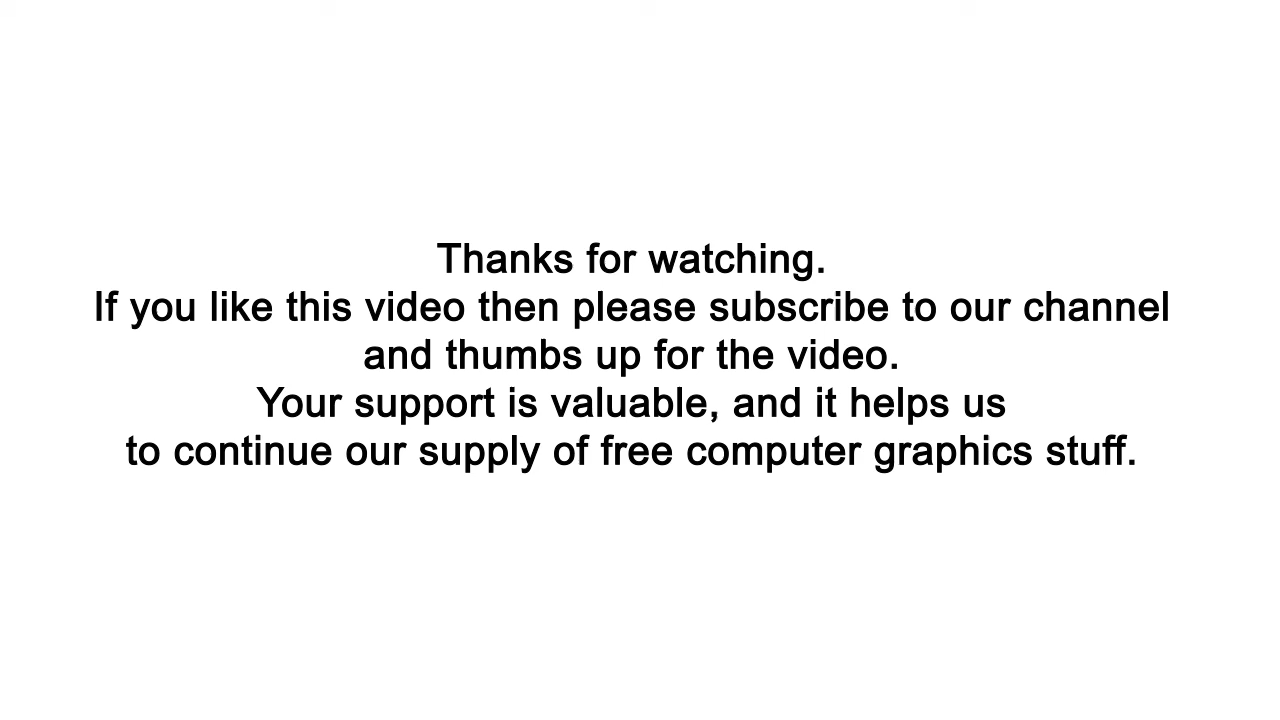 Thanks for watching.
If you like this video then please subscribe to our channel
and thumbs up for the video.
Your support is valuable, and it helps us
to continue our supply of free computer graphics stuff.